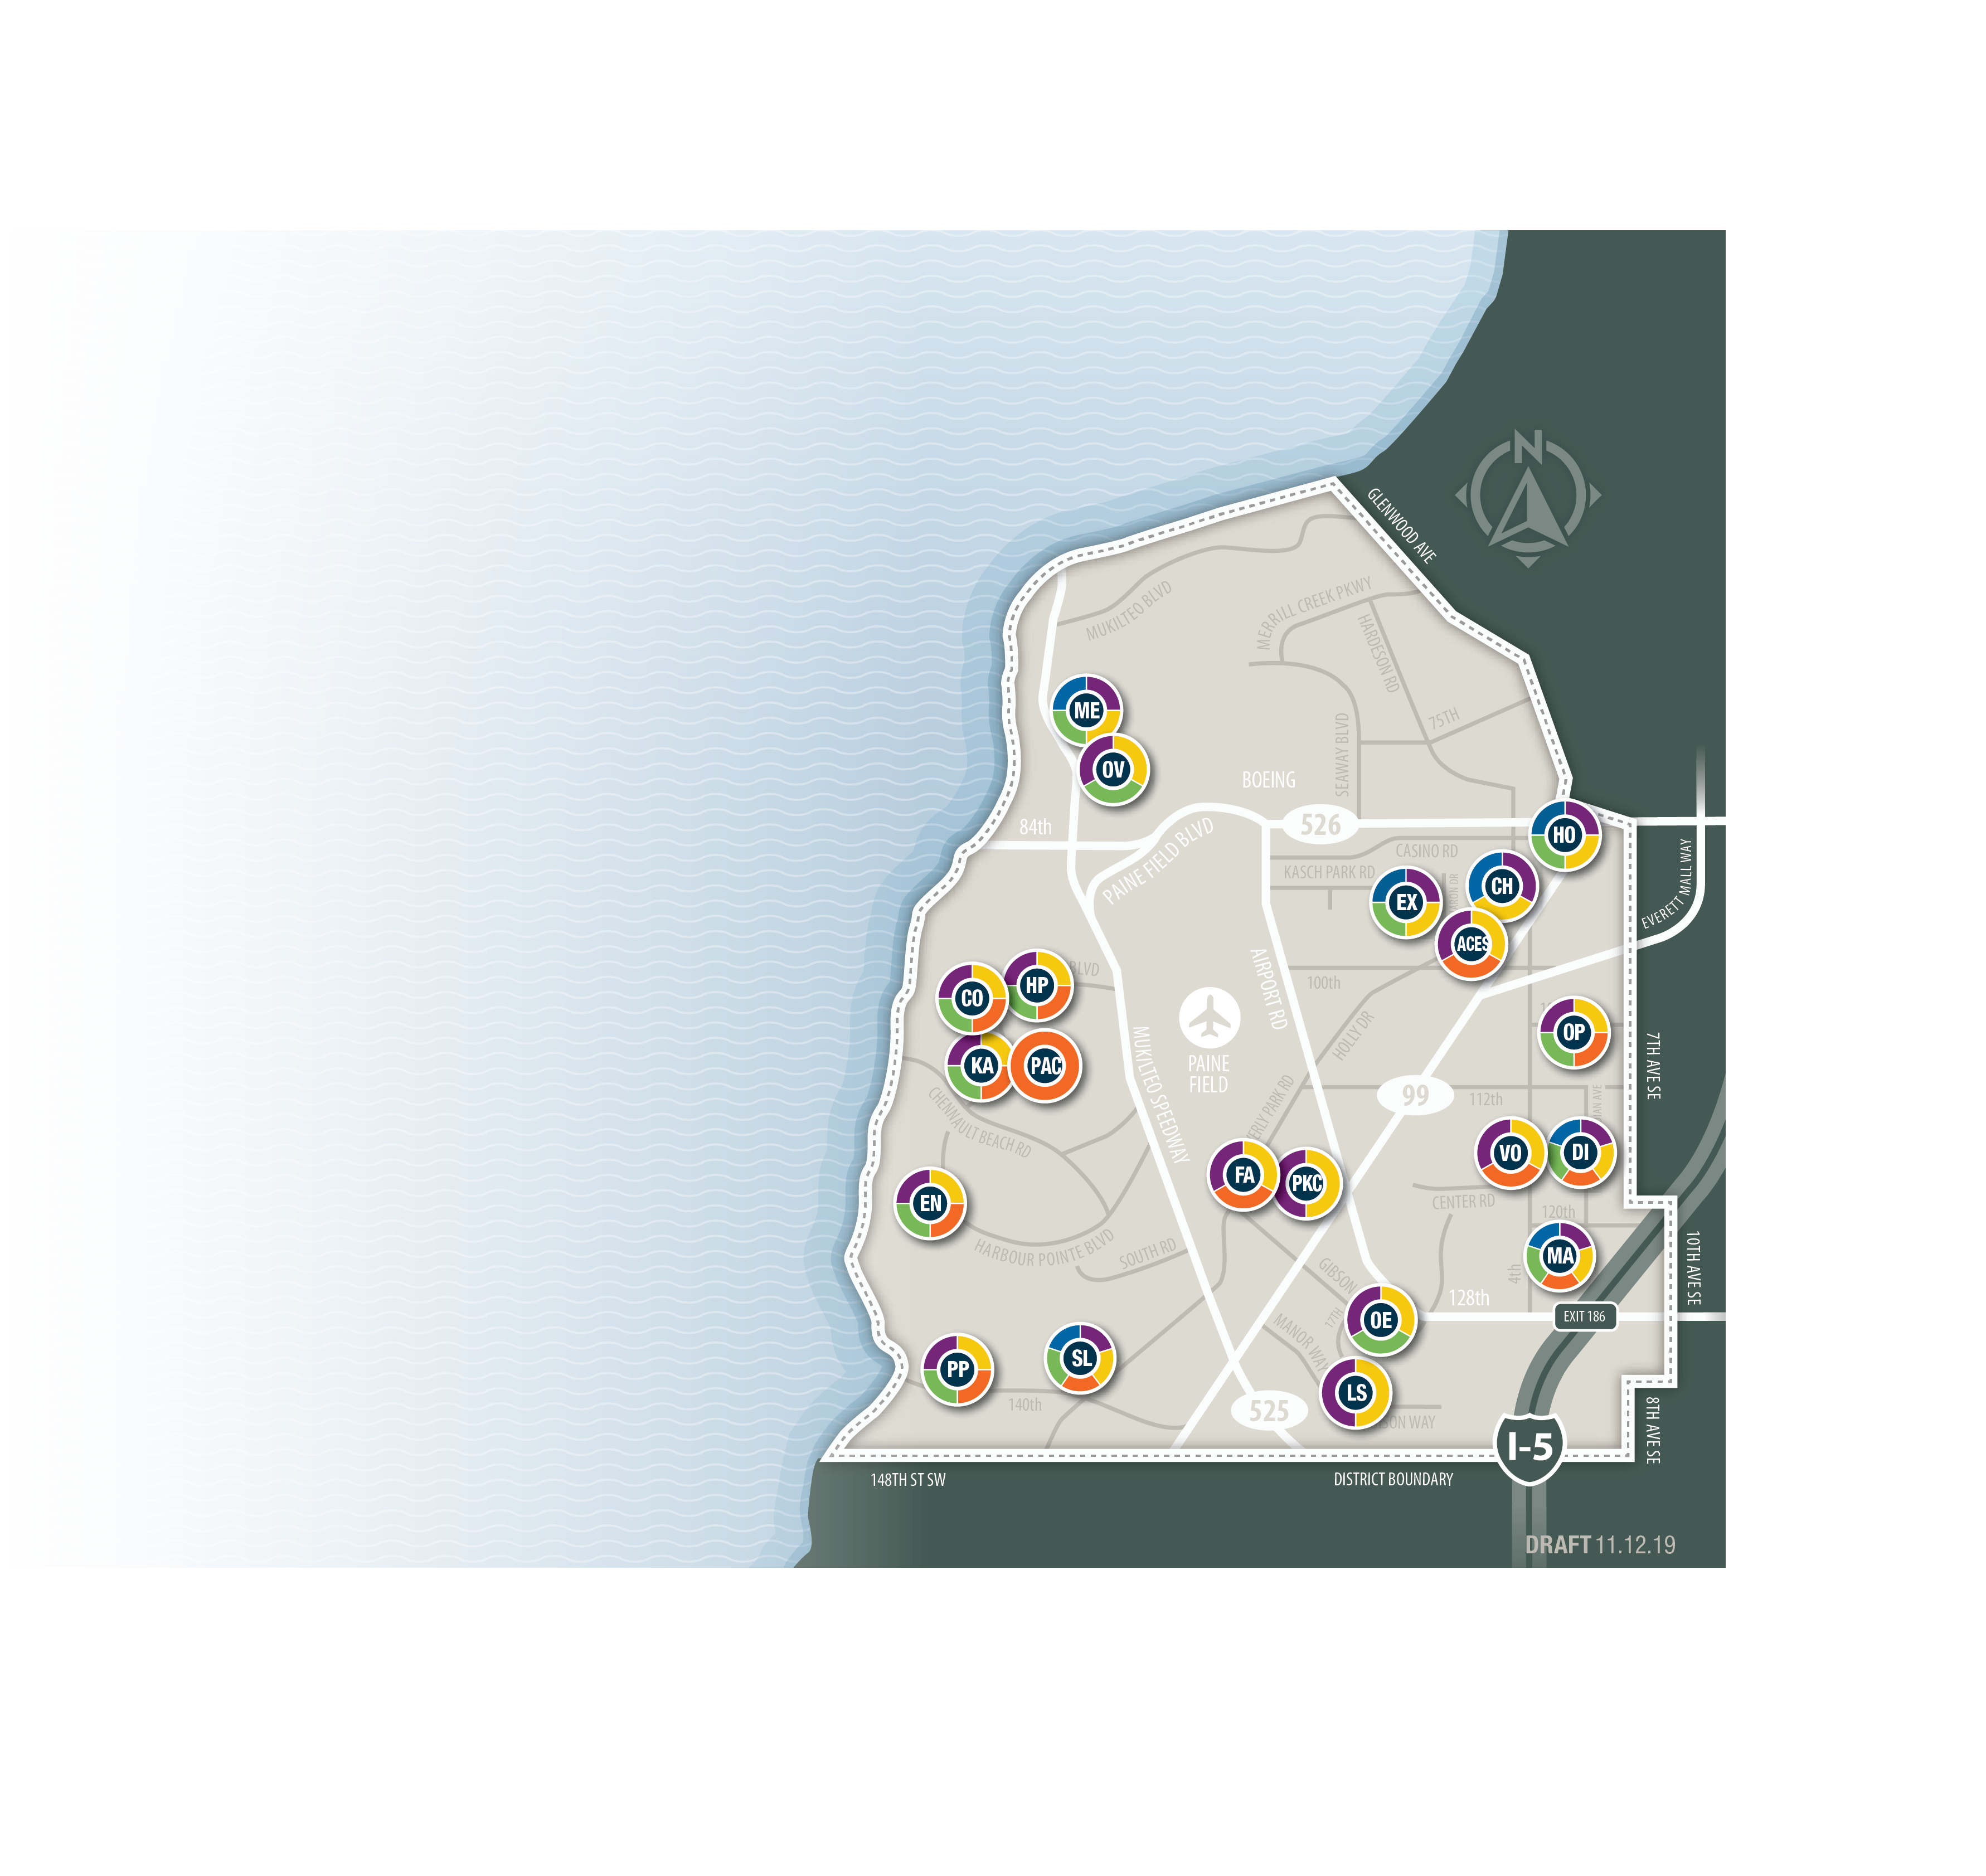 N
GLENWOOD AVE
MUKILTEO BLVD
MERRILL CREEK PKWY
HARDESON RD
ME
75TH
SEAWAY BLVD
OV
BOEING
84th
526
HO
PAINE FIELD BLVD
CASINO RD
KASCH PARK RD
EX
CH
EVERETT MALL WAY
ACES
BLVD
HP
CO
100th
AIRPORT RD
HOLLY DR
OP
PAINE
FIELD
MUKILTEO SPEEDWAY
KA
PAC
7TH AVE SE
99
112th
CHENNAULT BEACH RD
VO
DI
FA
PKC
EN
CENTER RD
120th
HARBOUR POINTE BLVD
SOUTH RD
MA
10TH AVE SE
GIBSON
4th
128th
EXIT 186
17TH
OE
MANOR WAY
PP
SL
LS
140th
525
8TH AVE SE
I-5
148TH ST SW
DISTRICT BOUNDARY
DRAFT 11.12.19